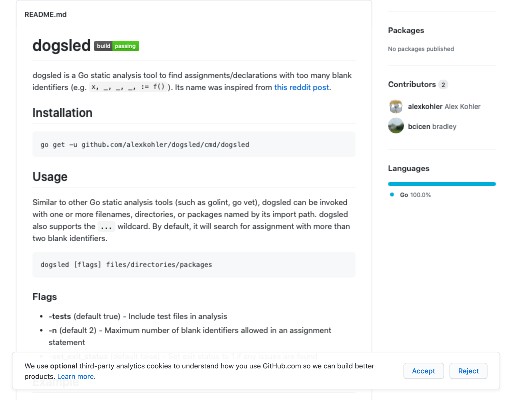 README.md
dogsled build passing
dogsled is a Go static analysis tool to find assignments/declarations with too many blank
identifiers (e.g. x, _, _, _, := f() ). Its name was inspired from this reddit post.
Installation
go get -u github.com/alexkohler/dogsled/cmd/dogsled
Usage
Similar to other Go static analysis tools (such as golint, go vet), dogsled can be invoked
with one or more filenames, directories, or packages named by its import path. dogsled
also supports the ... wildcard. By default, it will search for assignment with more than
two blank identifiers.
dogsled [flags] files/directories/packages
Flags
• -tests (default true) - Include test files in analysis
• -n (default 2) - Maximum number of blank identifiers allowed in an assignment
statement
Packages
No packages published
Contributors 2
alexkohler Alex Kohler
bcicen bradley
Languages
Go 100.0%
We use optional third-party analytics cookies to understand how you use GitHub.com so we can build better
products. Learn more.
Accept
Reject